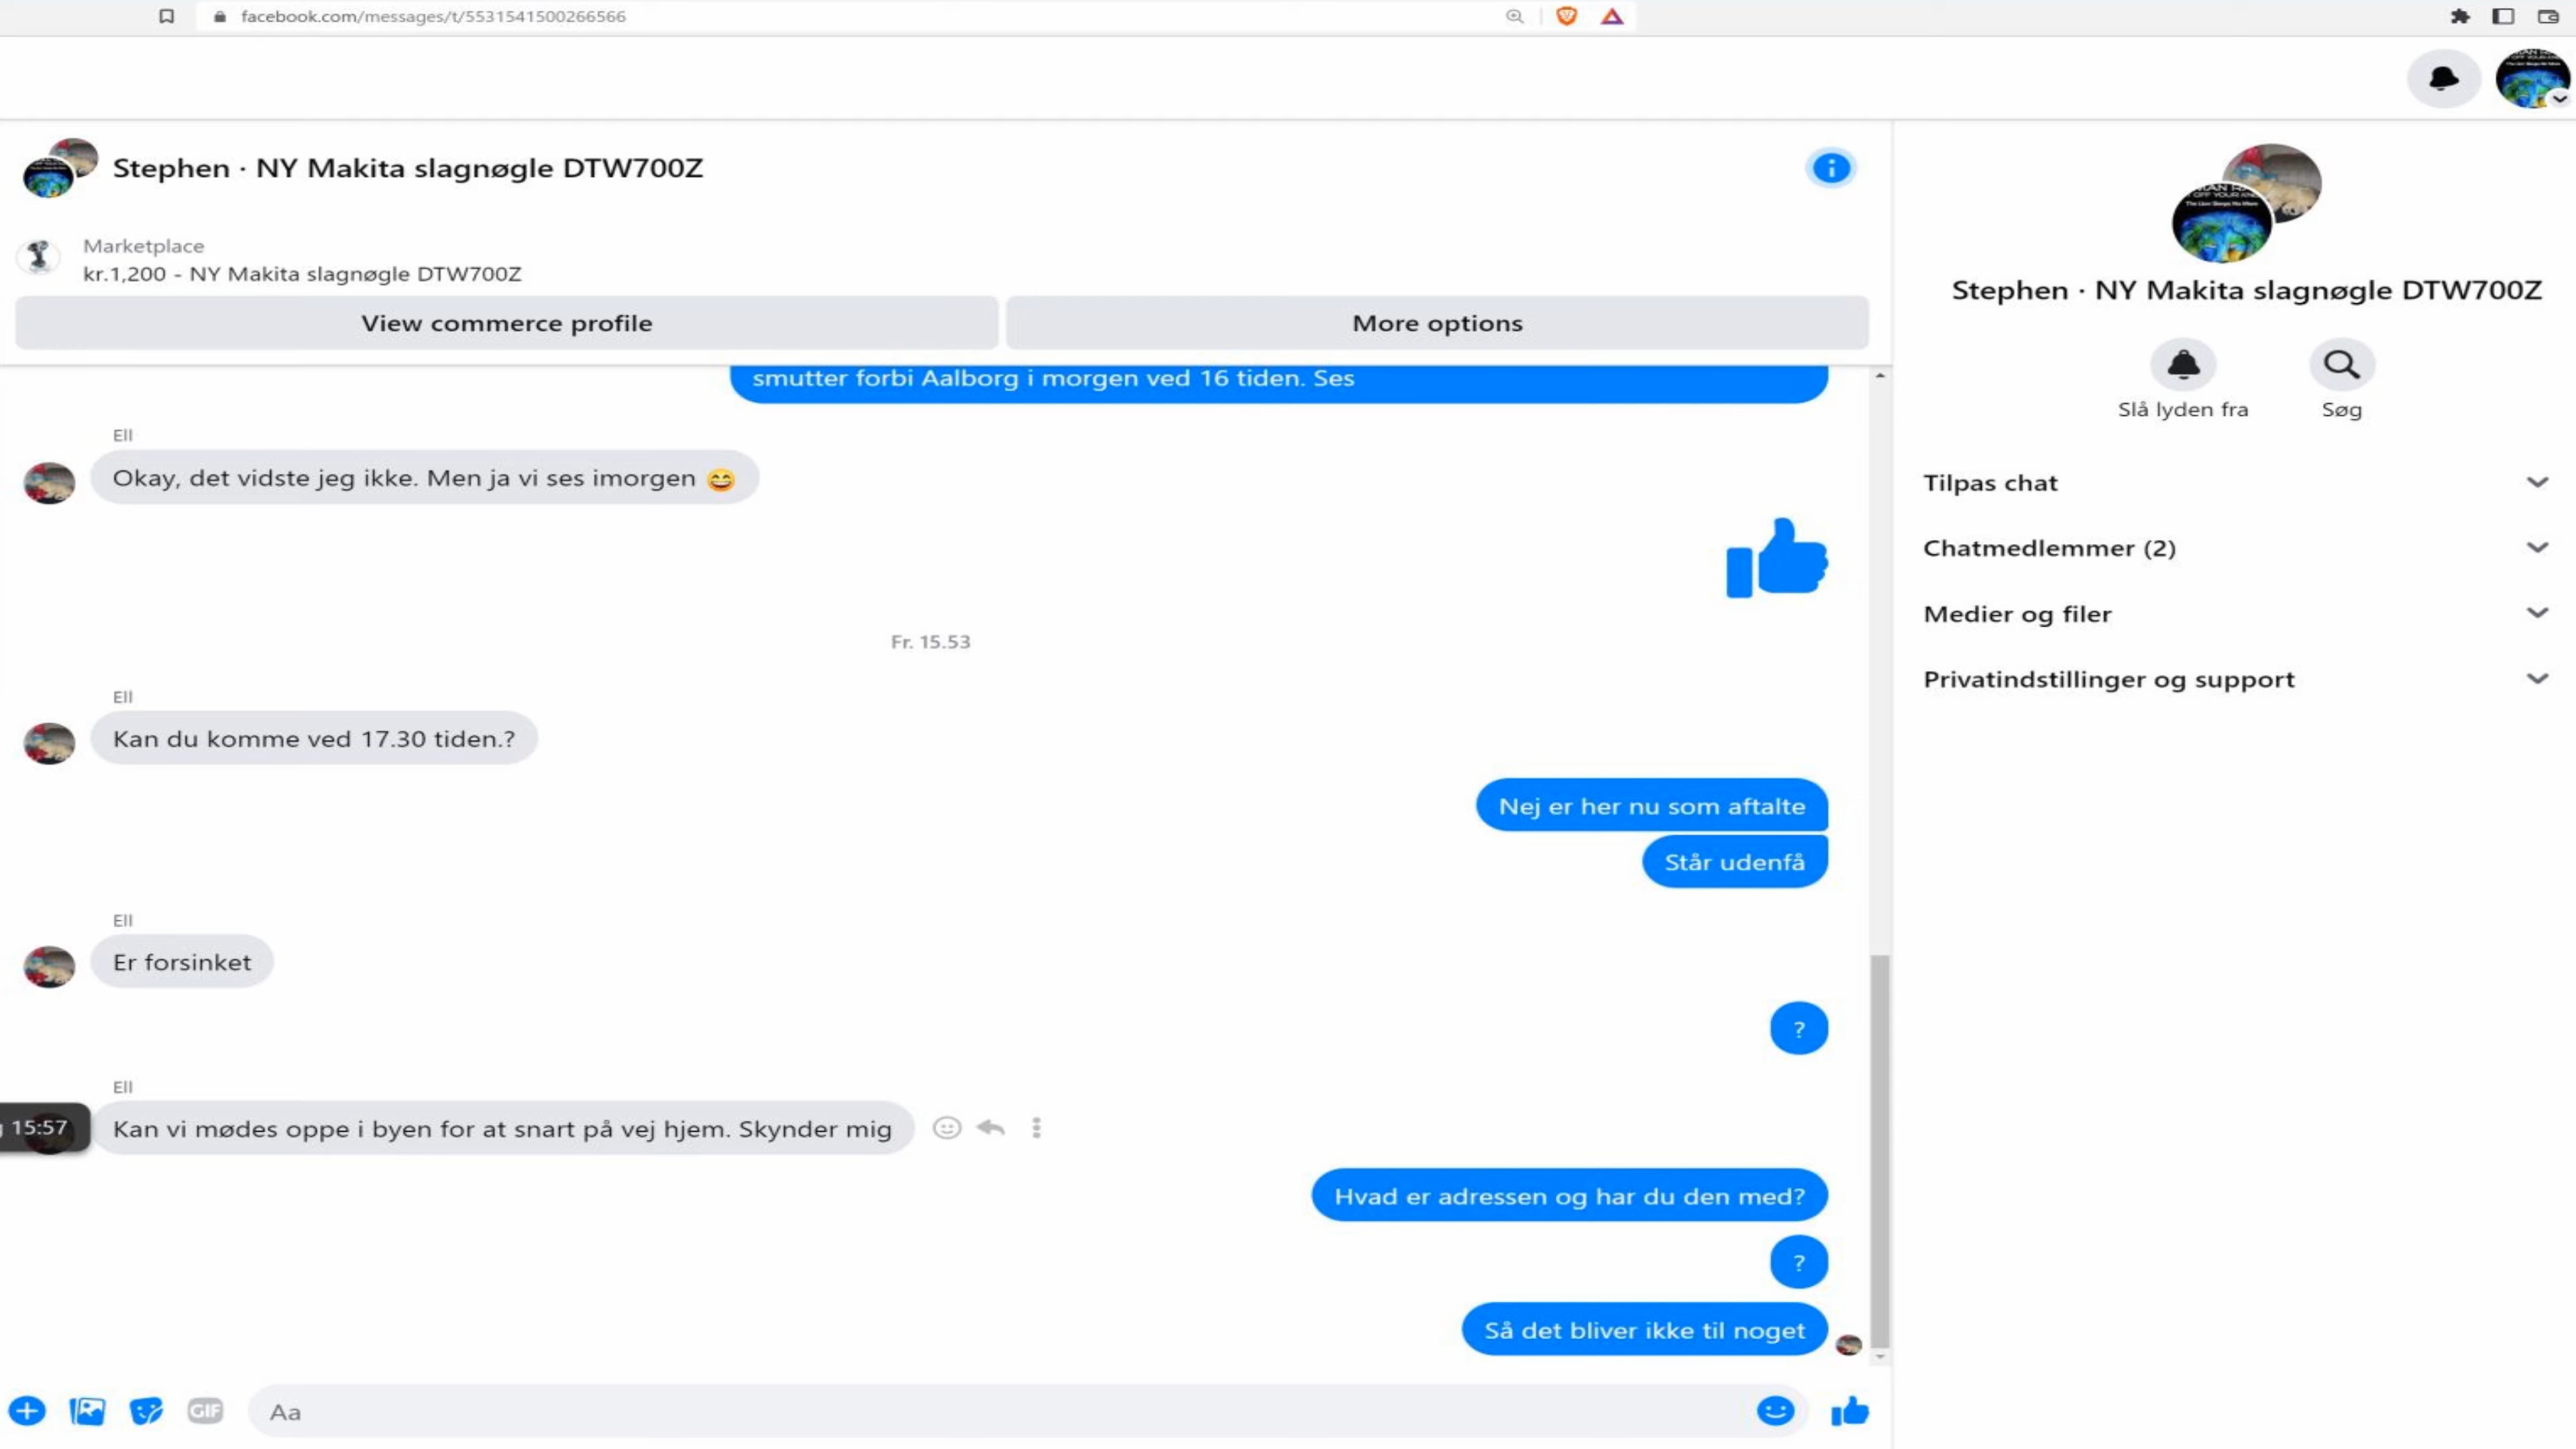 facebook.com/messages/t/5531541500266566
Stephen · NY Makita slagnøgle DTW700Z
Marketplace
kr.1,200 - NY Makita slagnøgle DTW700Z
View commerce profile
More options
smutter forbi Aalborg i morgen ved 16 tiden. Ses
Ell
Okay, det vidste jeg ikke. Men ja vi ses imorgen 😄
Fr. 15.53
Ell
Kan du komme ved 17.30 tiden.?
Nej er her nu som aftalte
Står udenfå
Ell
Er forsinket
?
Ell
15:57
Kan vi mødes oppe i byen for at snart på vej hjem. Skynder mig
Hvad er adressen og har du den med?
?
Så det bliver ikke til noget
GIF
Aa
The Lion Sleeps No More
Stephen · NY Makita slagnøgle DTW700Z
Slå lyden fra
Søg
Tilpas chat
Chatmedlemmer (2)
Medier og filer
Privatindstillinger og support